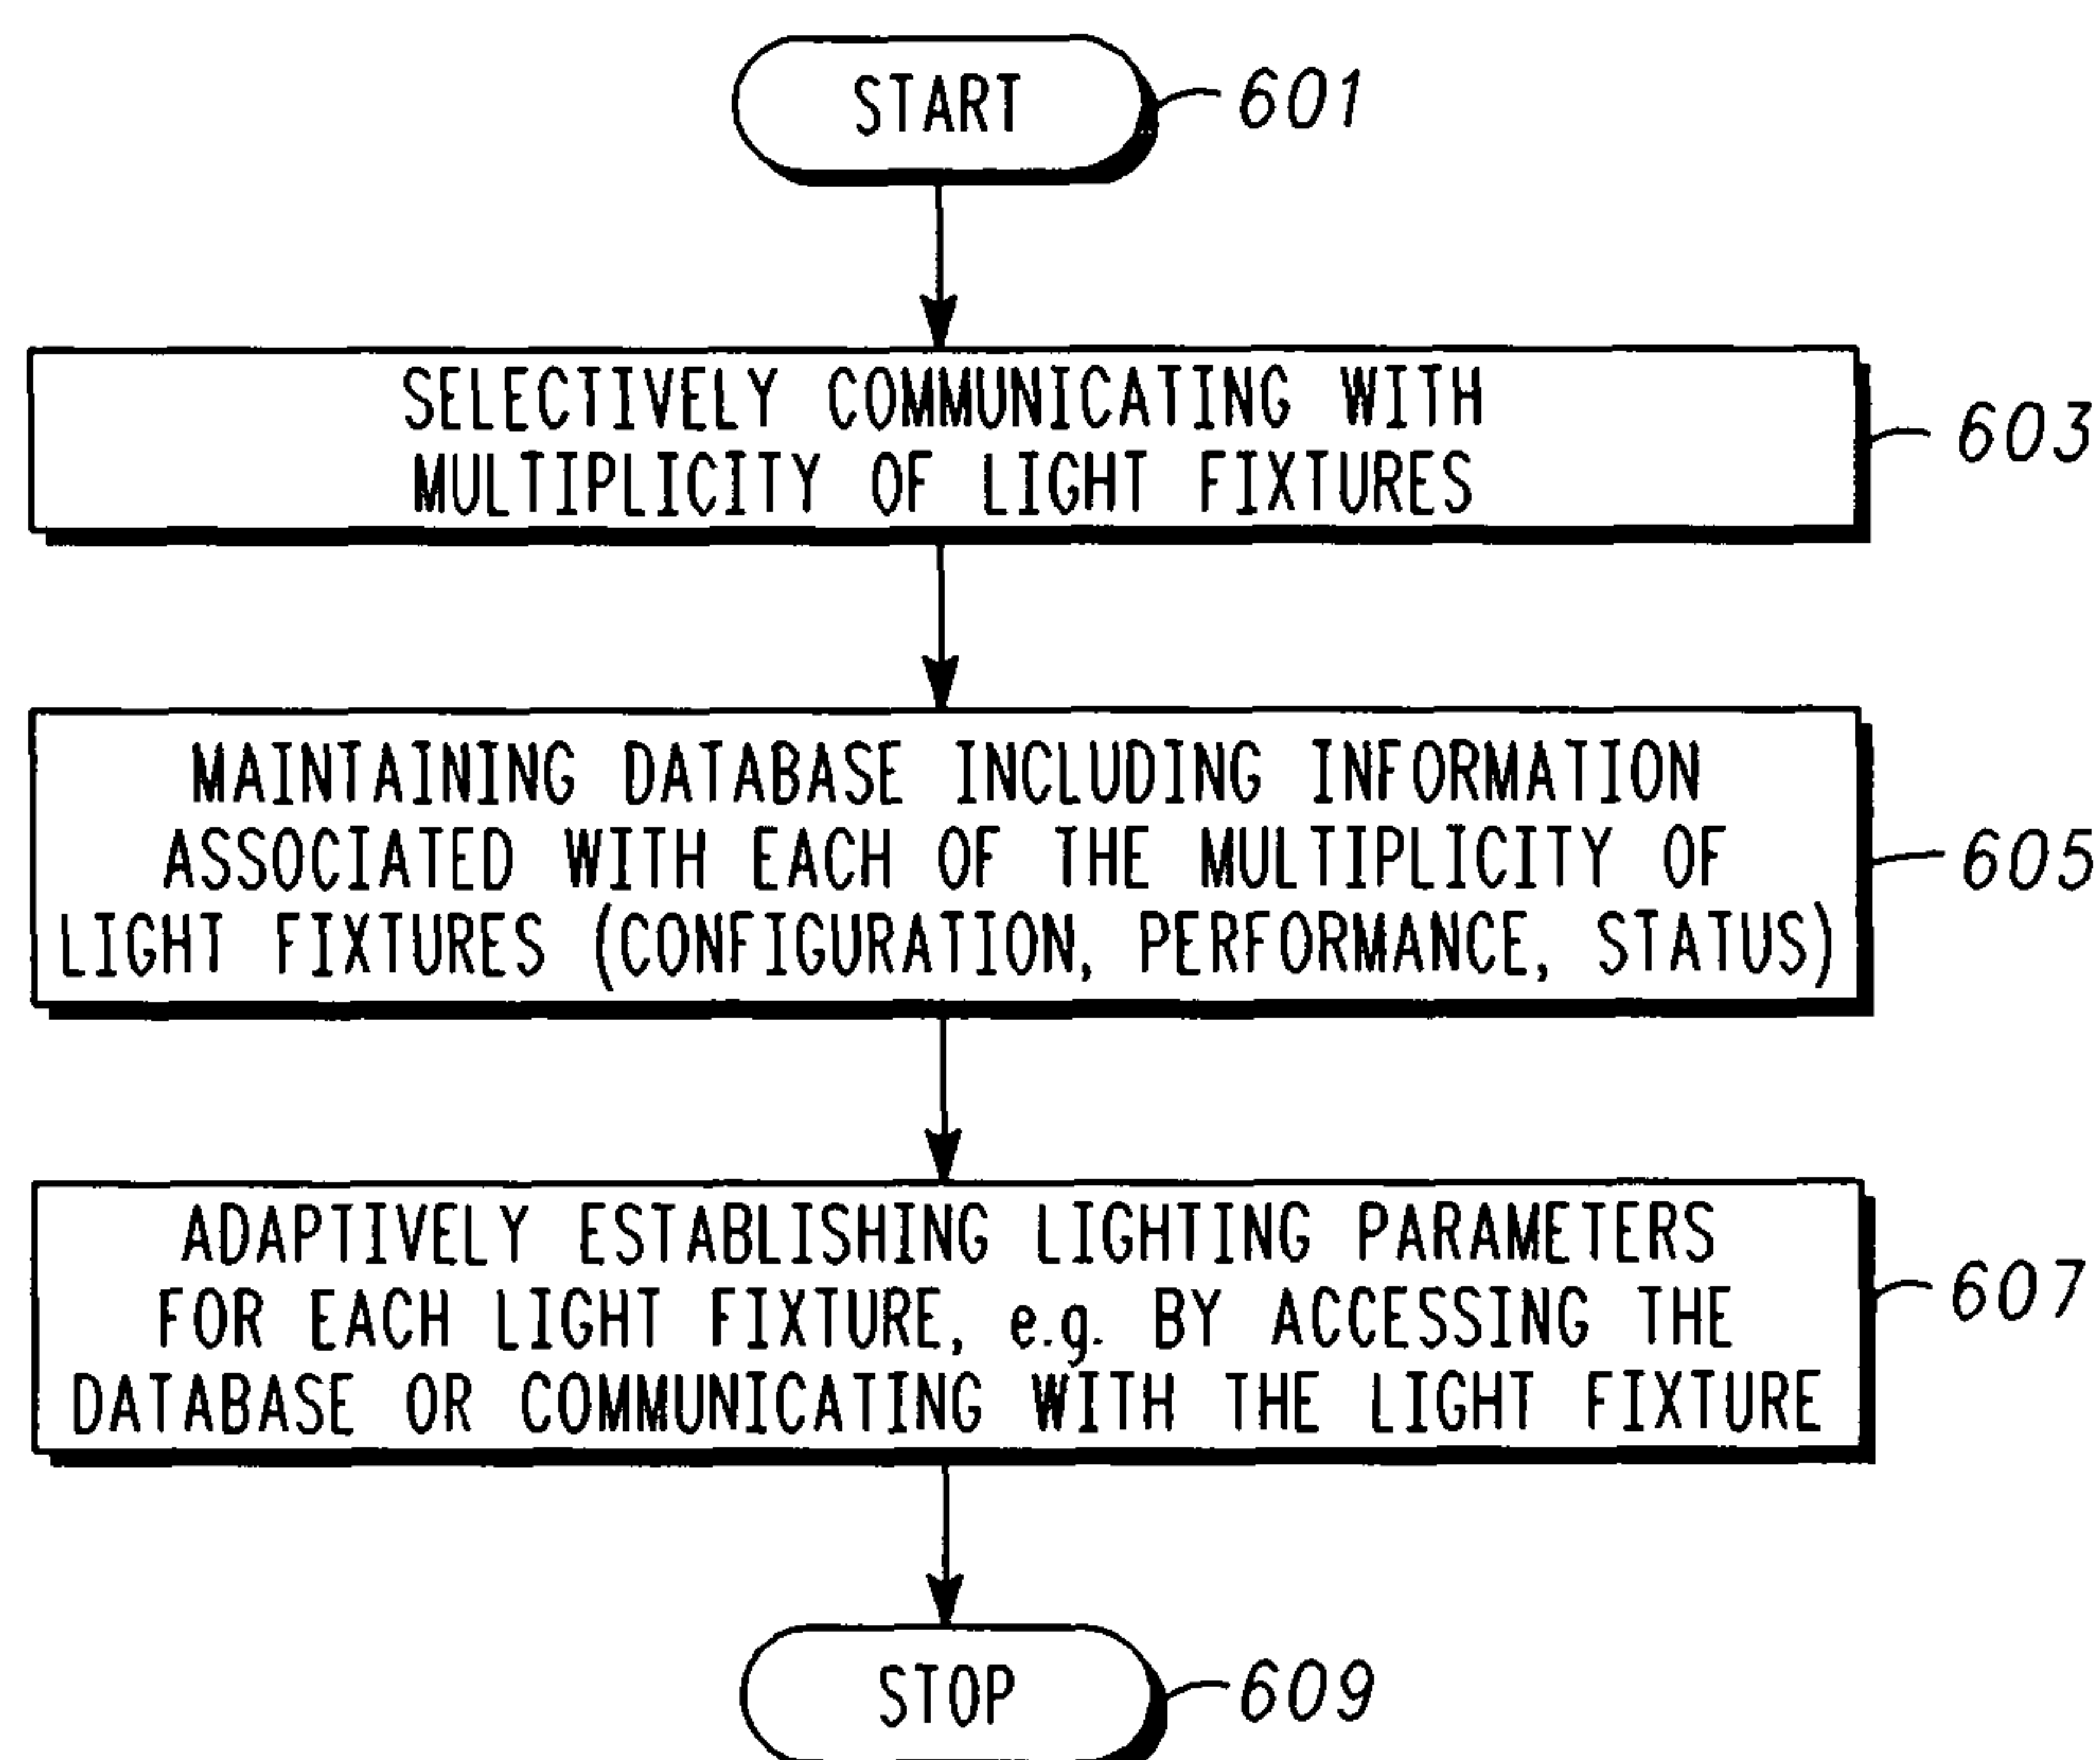 START
601
SELECTIVELY COMMUNICATING WITH
MULTIPLICITY OF LIGHT FIXTURES
603
MAINTAINING DATABASE INCLUDING INFORMATION
ASSOCIATED WITH EACH OF THE MULTIPLICITY OF
LIGHT FIXTURES (CONFIGURATION, PERFORMANCE, STATUS)
605
ADAPTIVELY ESTABLISHING LIGHTING PARAMETERS
FOR EACH LIGHT FIXTURE, e.g. BY ACCESSING THE
DATABASE OR COMMUNICATING WITH THE LIGHT FIXTURE
607
STOP
609